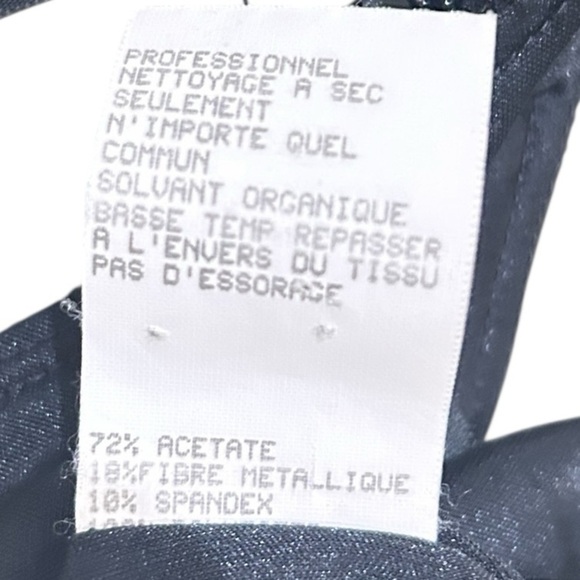 PROFESSIONNEL
NETTOYAGE A SEC
SEULEMENT
N'IMPORTE QUEL
COMMUN
SOLVANT ORGANIQUE
BASSE TEMP REPASSER
A L'ENVERS DU TISSU
PAS D'ESSORAGE
72% ACETATE
18%FIBRE METALLIQUE
10% SPANDEX